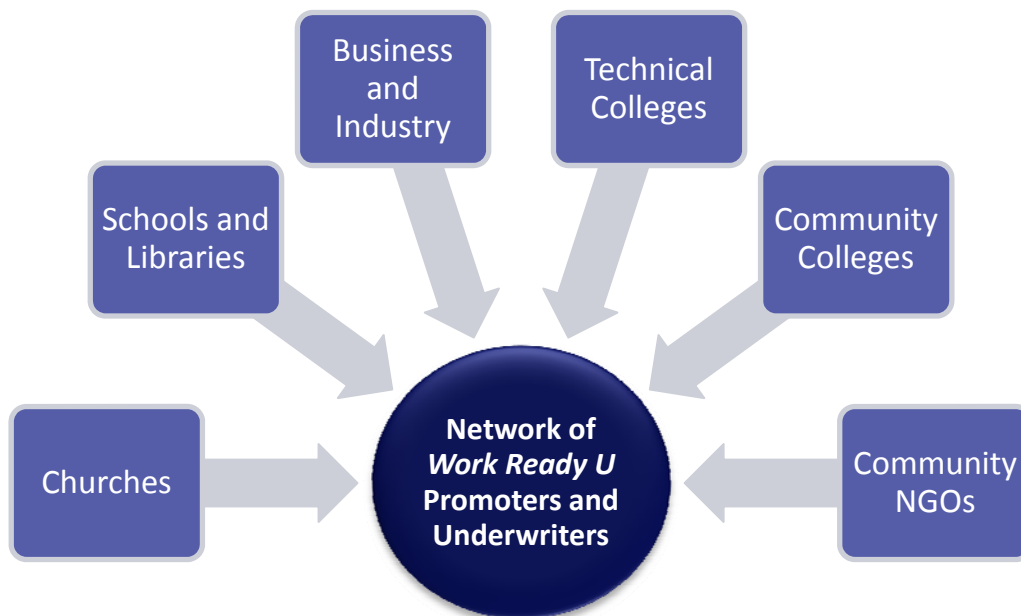 Business
and
Industry
Technical
Colleges
Schools and
Libraries
Community
Colleges
Churches
Network of
Work Ready U
Promoters and
Underwriters
Community
NGOs